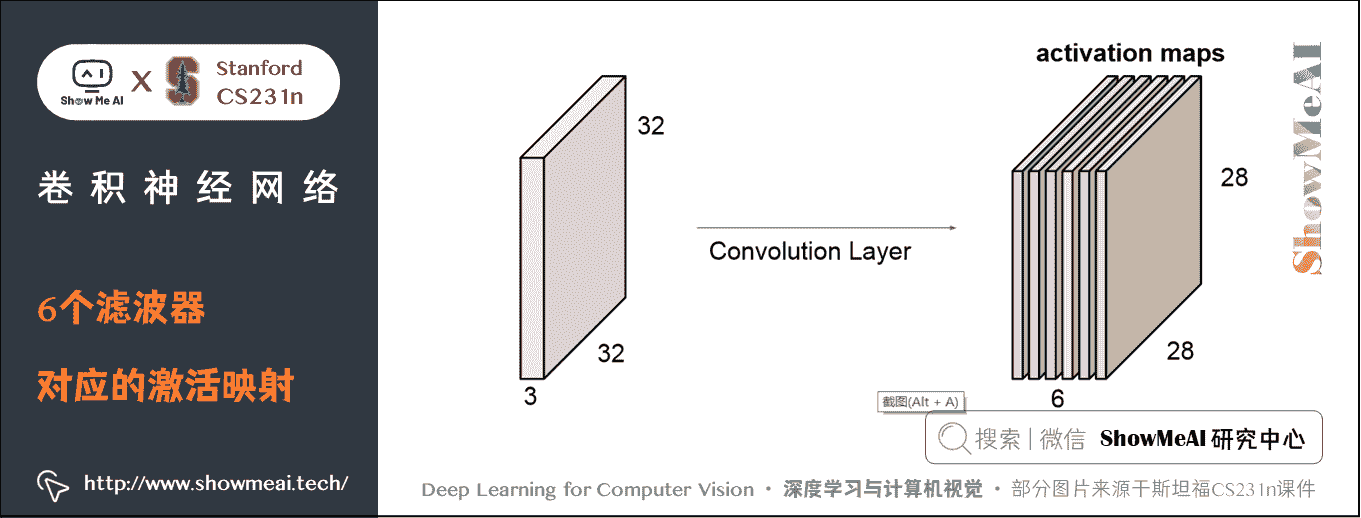 Show Me AI
X
S
Stanford
CS231n
卷积神经网络
6个滤波器
对应的激活映射
http://www.showmeai.tech/
32
32
3
Convolution Layer
activation maps
28
28
6
截图(Alt + A)
ShowMeAI
搜索 | 微信 ShowMeAI 研究中心
Deep Learning for Computer Vision · 深度学习与计算机视觉 · 部分图片来源于斯坦福CS231n课件